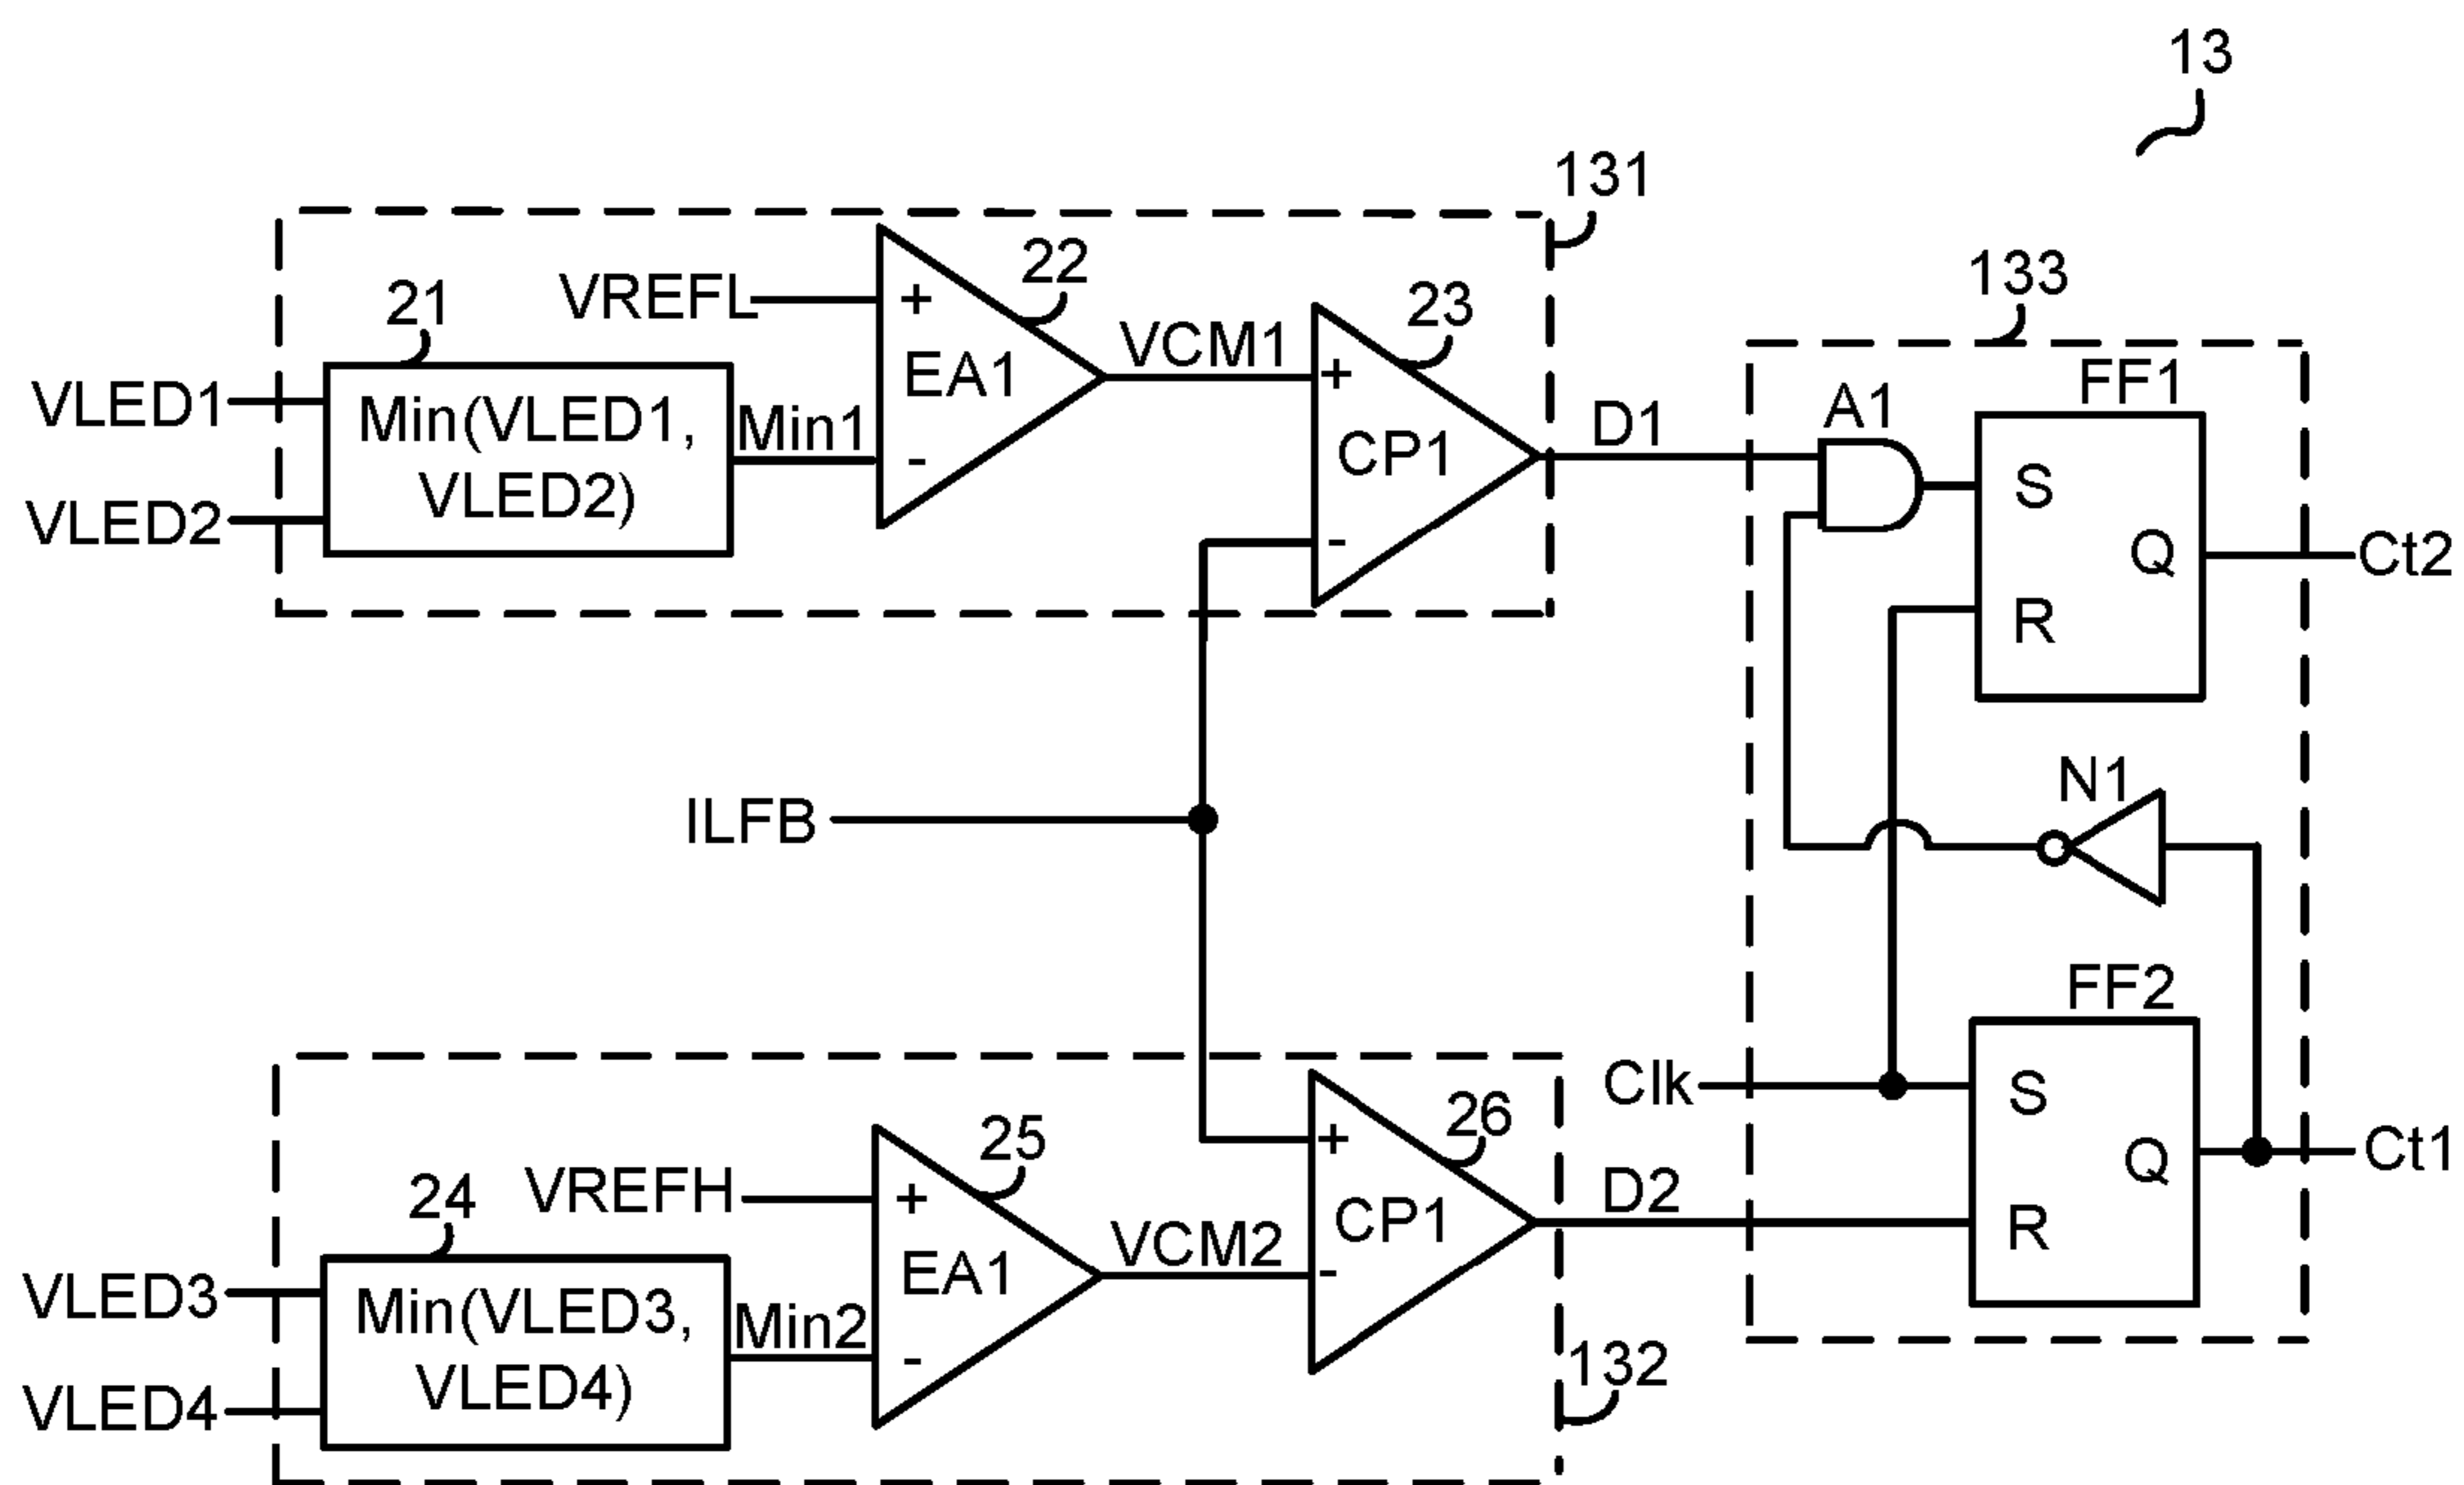 13
131
133
21
VREFL
+
22
EA1
VCM1
23
+
VLED1
Min(VLED1,
VLED2)
Min1
-
CP1
D1
A1
FF1
S
Q
R
Ct2
VLED2
-
ILFB
N1
FF2
Clk
S
Q
R
Ct1
24
VREFH
+
25
EA1
VCM2
26
+
CP1
-
D2
VLED3
Min(VLED3,
VLED4)
Min2
-
VLED4
132